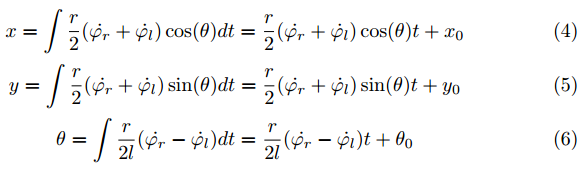 x = ∫ r/2 (φ̇_r + φ̇_l) cos(θ)dt = r/2 (φ̇_r + φ̇_l) cos(θ)t + x_0 (4)
y = ∫ r/2 (φ̇_r + φ̇_l) sin(θ)dt = r/2 (φ̇_r + φ̇_l) sin(θ)t + y_0 (5)
θ = ∫ r/2l (φ̇_r − φ̇_l)dt = r/2l (φ̇_r − φ̇_l)t + θ_0 (6)